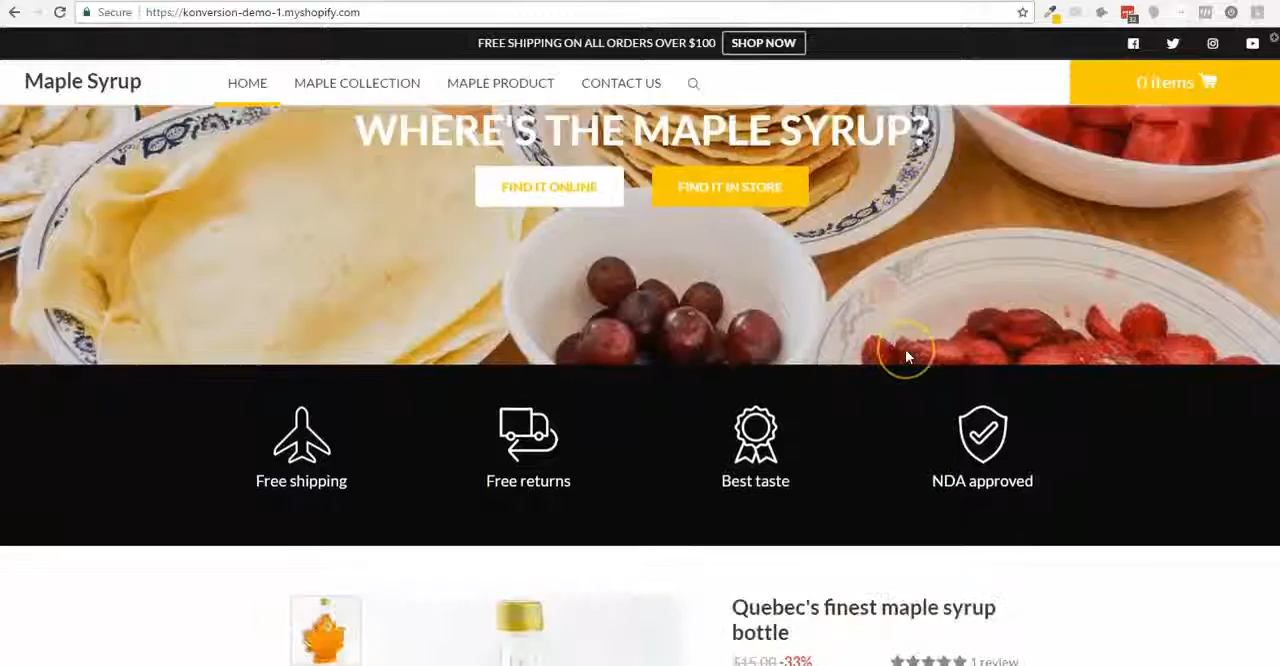 Secure https://konversion-demo-1.myshopify.com
FREE SHIPPING ON ALL ORDERS OVER $100 SHOP NOW
Maple Syrup HOME MAPLE COLLECTION MAPLE PRODUCT CONTACT US 0 items
WHERE'S THE MAPLE SYRUP?
FIND IT ONLINE FIND IT IN STORE
Free shipping Free returns Best taste NDA approved
Quebec's finest maple syrup
bottle
$15.00 -33% 1 review